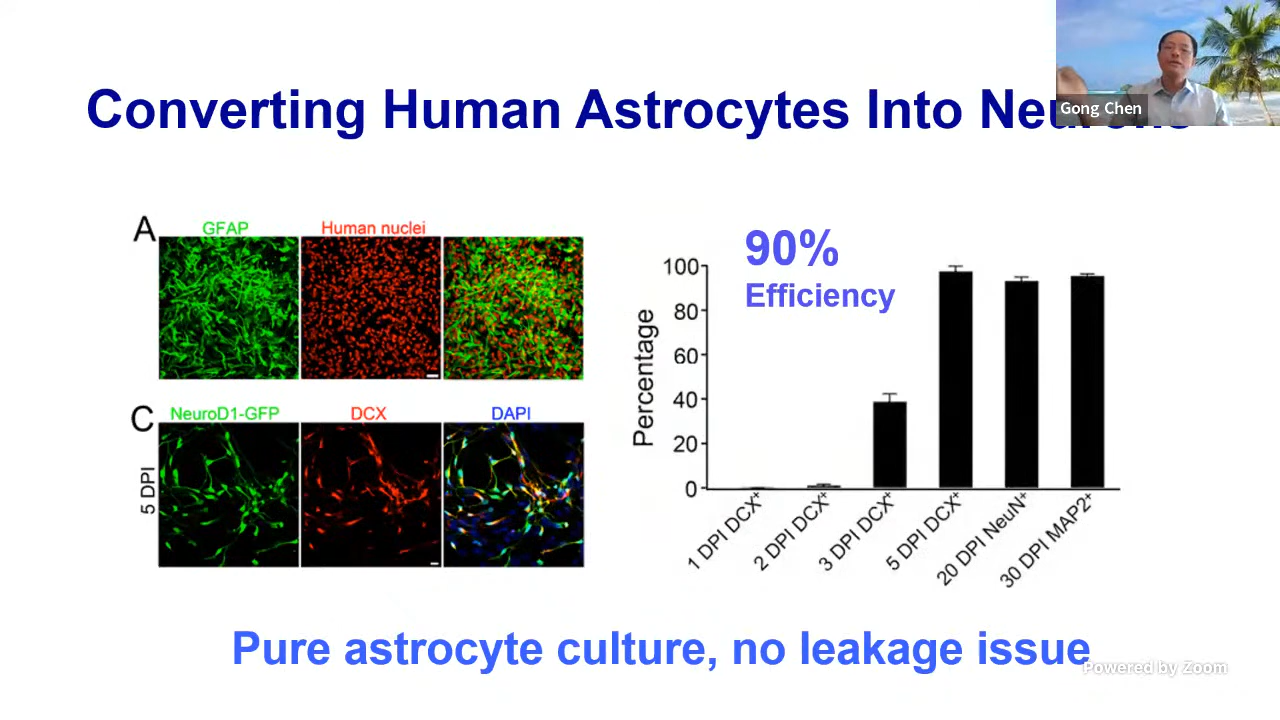 Gong Chen
Converting Human Astrocytes Into Neurons
A
GFAP
Human nuclei
C
NeuroD1-GFP
DCX
DAPI
5 DPI
90%
Efficiency
Percentage
100
80
60
40
20
0
1 DPI DCX+
2 DPI DCX+
3 DPI DCX+
5 DPI DCX+
20 DPI NeuN+
30 DPI MAP2+
Pure astrocyte culture, no leakage issue
Powered by Zoom